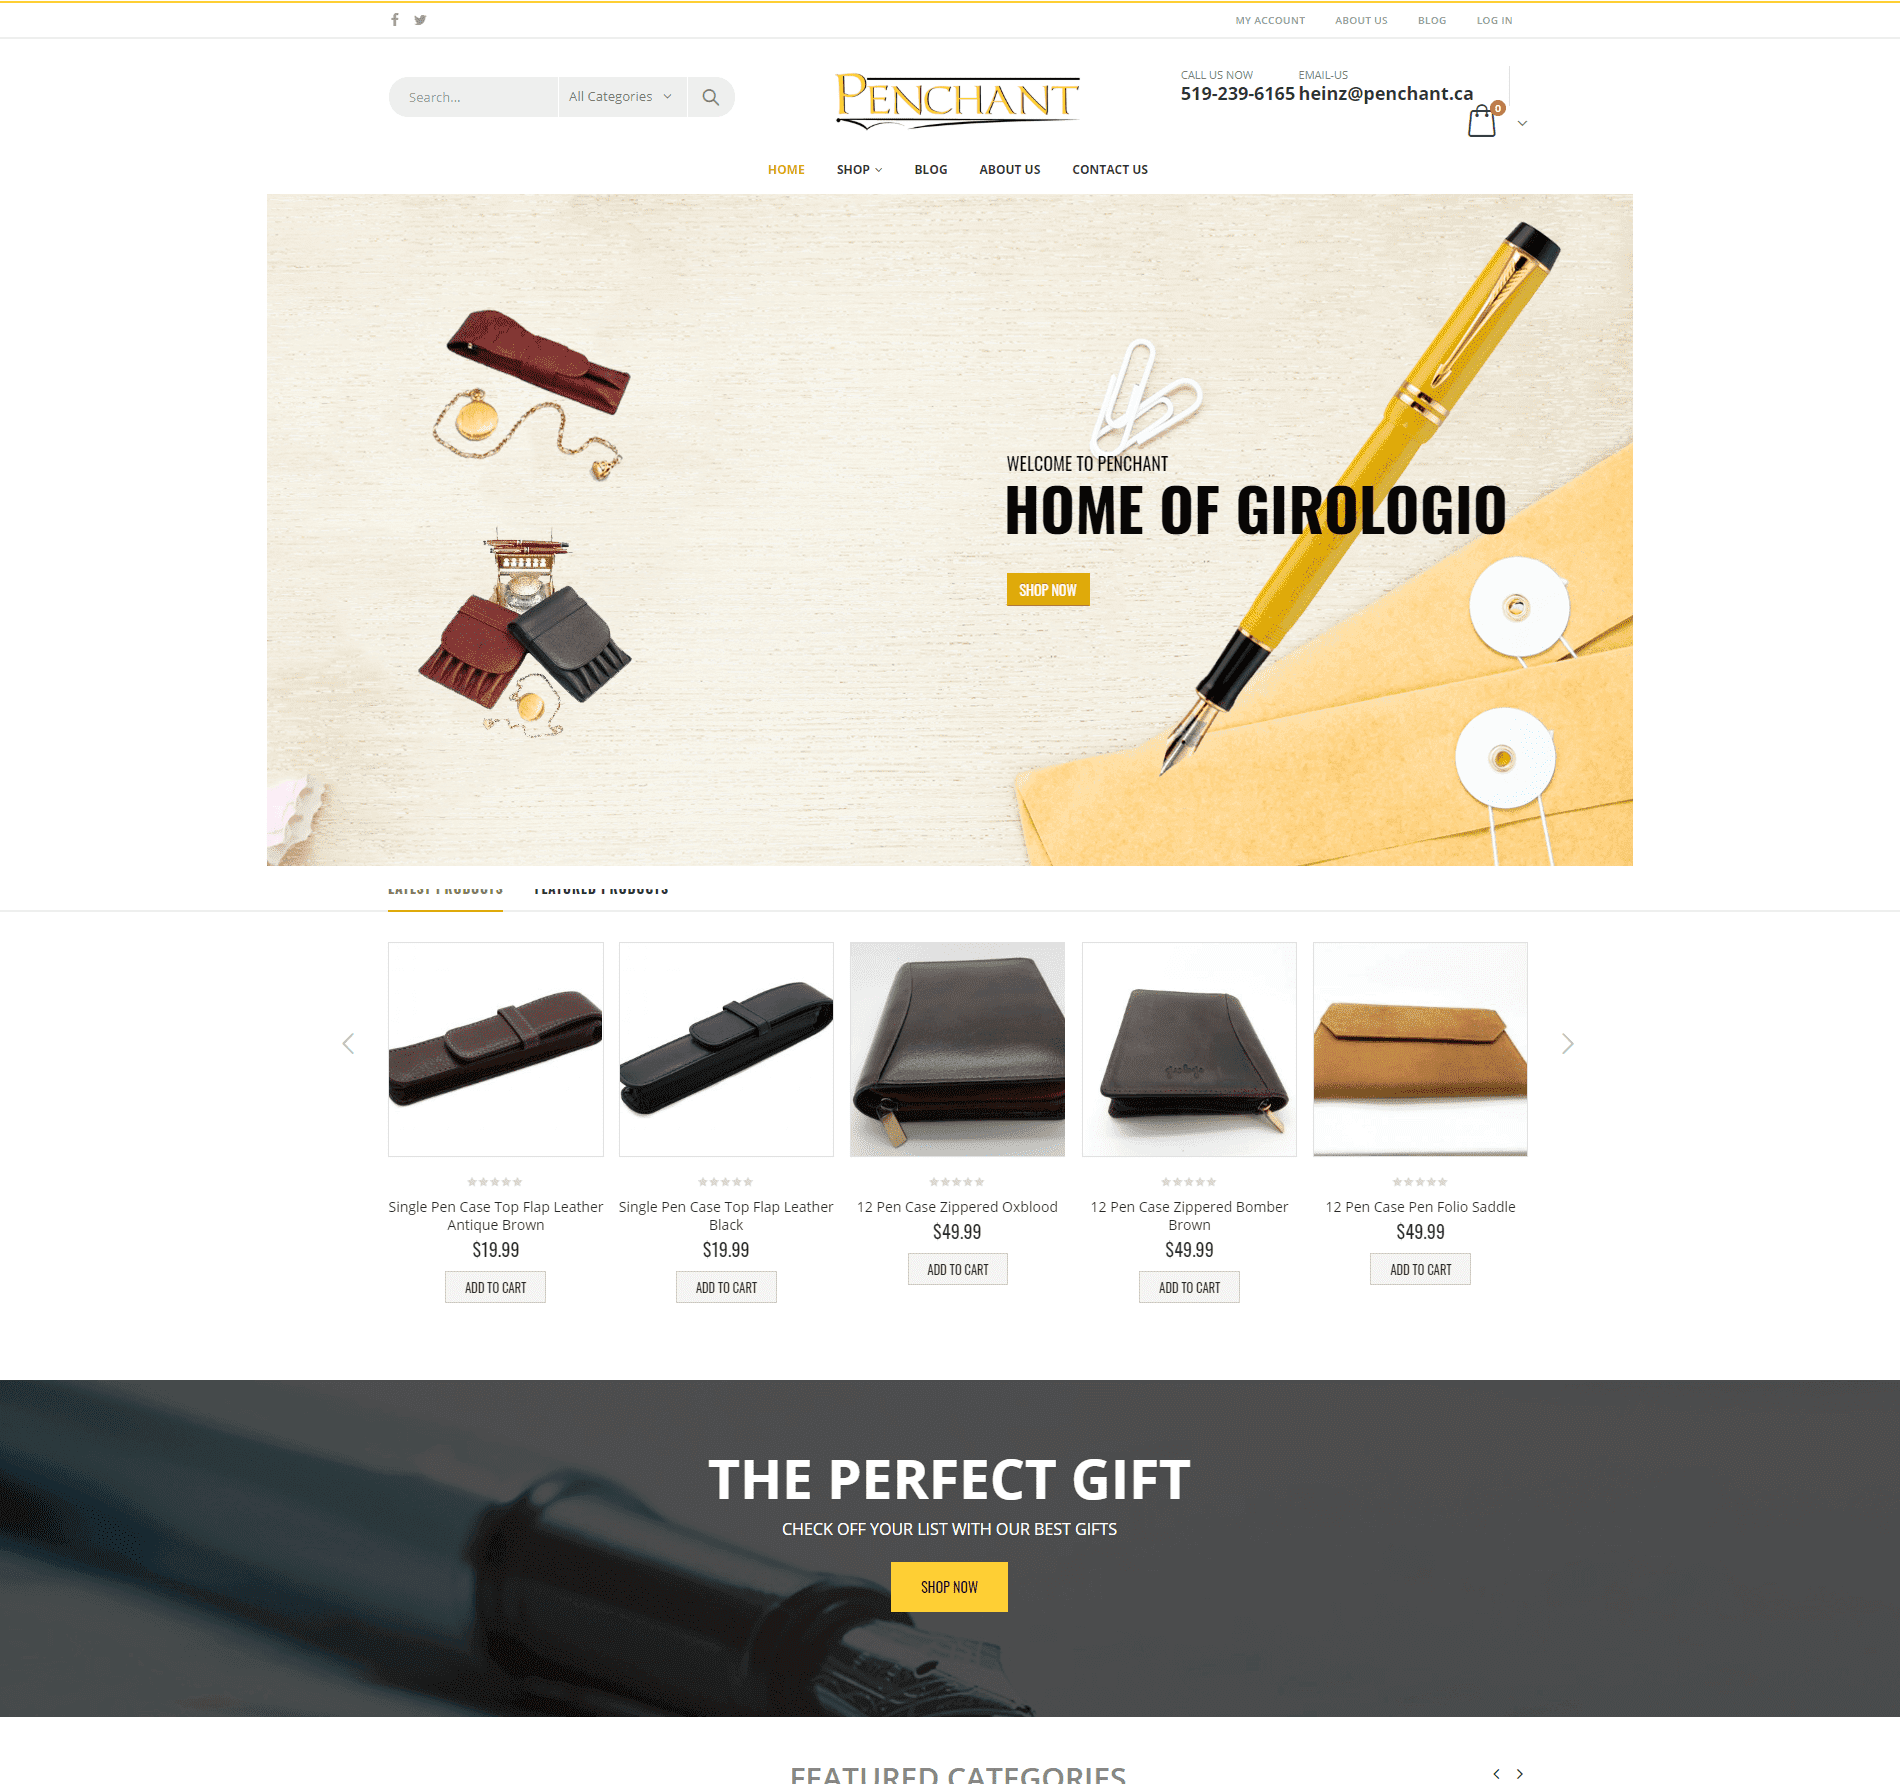 MY ACCOUNT
ABOUT US
BLOG
LOG IN
Search...
All Categories
PENCHANT
CALL US NOW
519-239-6165
EMAIL-US
heinz@penchant.ca
0
HOME
SHOP
BLOG
ABOUT US
CONTACT US
WELCOME TO PENCHANT
HOME OF GIROLOGIO
SHOP NOW
LATEST PRODUCTS
FEATURED PRODUCTS
Single Pen Case Top Flap Leather
Antique Brown
$19.99
ADD TO CART
Single Pen Case Top Flap Leather
Black
$19.99
ADD TO CART
12 Pen Case Zippered Oxblood
$49.99
ADD TO CART
12 Pen Case Zippered Bomber
Brown
$49.99
ADD TO CART
12 Pen Case Pen Folio Saddle
$49.99
ADD TO CART
THE PERFECT GIFT
CHECK OFF YOUR LIST WITH OUR BEST GIFTS
SHOP NOW
FEATURED CATEGORIES